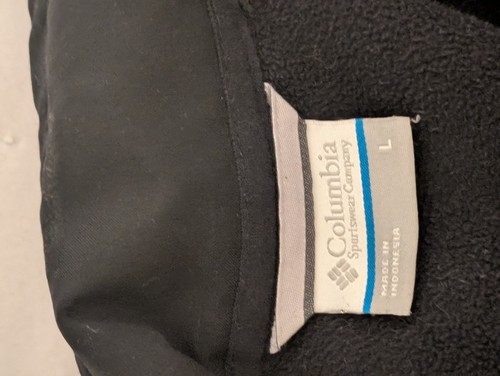 Columbia
Sportswear Company
L
MADE IN
INDONESIA